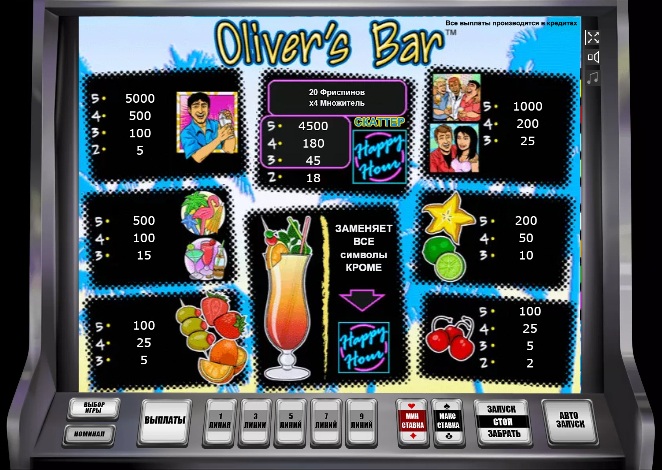 Все выплаты производятся в кредитах
Oliver's Bar™
5• 5000
4• 500
3• 100
2• 5
20 Фриспинов
x4 Множитель
СКАТТЕР
5• 4500
4• 180
3• 45
2• 18
Happy
Hour
5• 1000
4• 200
3• 25
5• 500
4• 100
3• 15
ЗАМЕНЯЕТ
ВСЕ
символы
КРОМЕ
Happy
Hour
5• 200
4• 50
3• 10
5• 100
4• 25
3• 5
5• 100
4• 25
3• 5
2• 2
ВЫБОР
ИГРЫ
НОМИНАЛ
ВЫПЛАТЫ
1
ЛИНИЯ
3
ЛИНИИ
5
ЛИНИЙ
7
ЛИНИЙ
9
ЛИНИЙ
МИН
СТАВКА
МАКС
СТАВКА
ЗАПУСК
СТОП
ЗАБРАТЬ
АВТО
ЗАПУСК